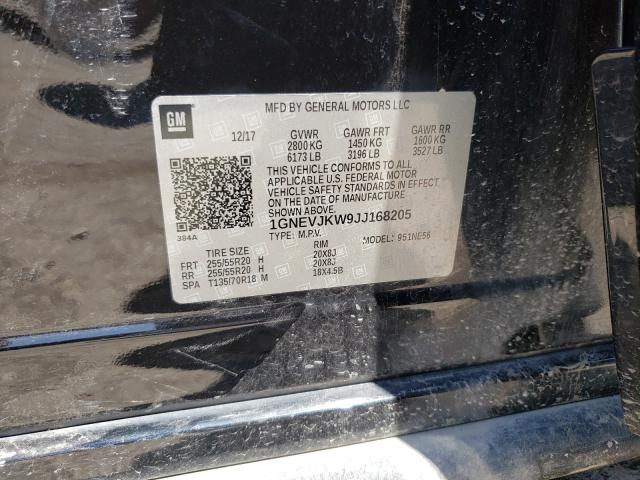 GM
MFD BY GENERAL MOTORS LLC
12/17 GVWR GAWR FRT GAWR RR
2800 KG 1450 KG 1600 KG
6173 LB 3196 LB 3527 LB
THIS VEHICLE CONFORMS TO ALL
APPLICABLE U.S. FEDERAL MOTOR
VEHICLE SAFETY STANDARDS IN EFFECT
ON THE DATE OF MANUFACTURE
SHOWN ABOVE.
384A 1GNEVJKW9JJ168205
TYPE: M.P.V. MODEL: 951NE56
TIRE SIZE RIM
FRT 255/55R20 H 20X8J
RR 255/55R20 H 20X8J
SPA T135/70R18 M 18X4.5B